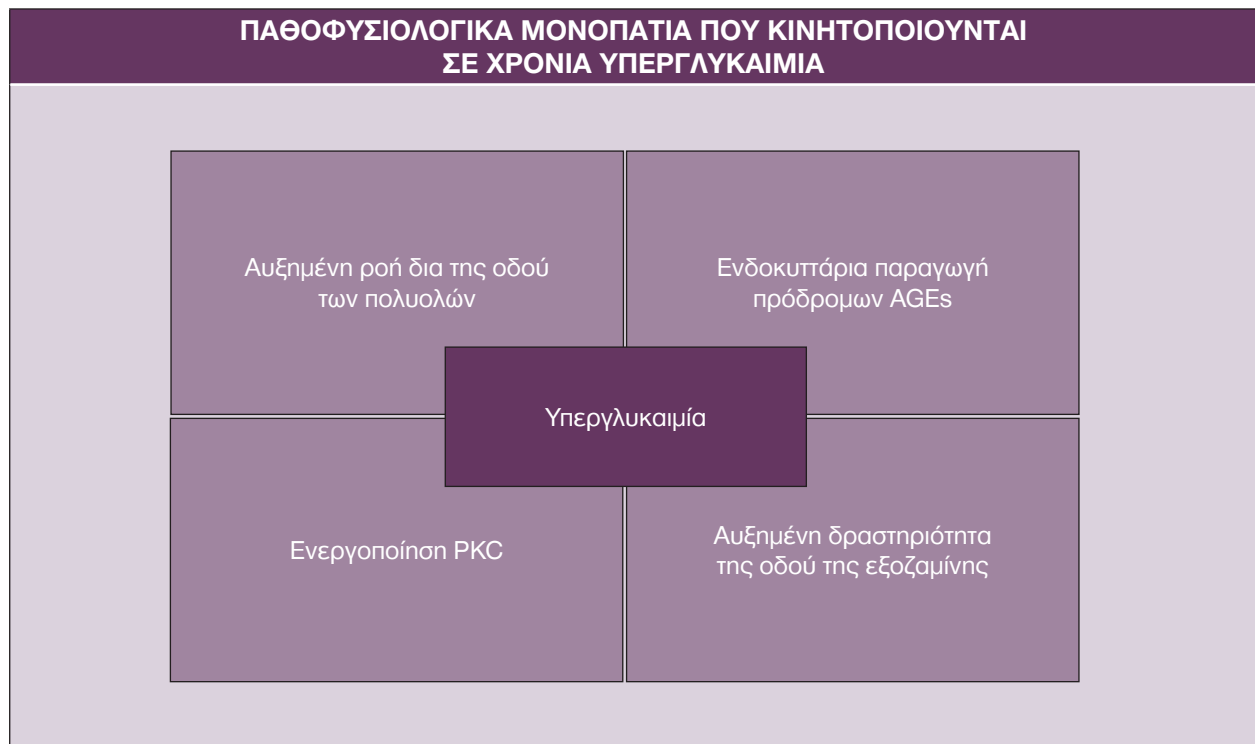 ΠΑΘΟΦΥΣΙΟΛΟΓΙΚΑ ΜΟΝΟΠΑΤΙΑ ΠΟΥ ΚΙΝΗΤΟΠΟΙΟΥΝΤΑΙ
ΣΕ ΧΡΟΝΙΑ ΥΠΕΡΓΛΥΚΑΙΜΙΑ
Αυξημένη ροή δια της οδού
των πολυολών
Ενδοκυττάρια παραγωγή
πρόδρομων AGEs
Υπεργλυκαιμία
Ενεργοποίηση PKC
Αυξημένη δραστηριότητα
της οδού της εξοζαμίνης